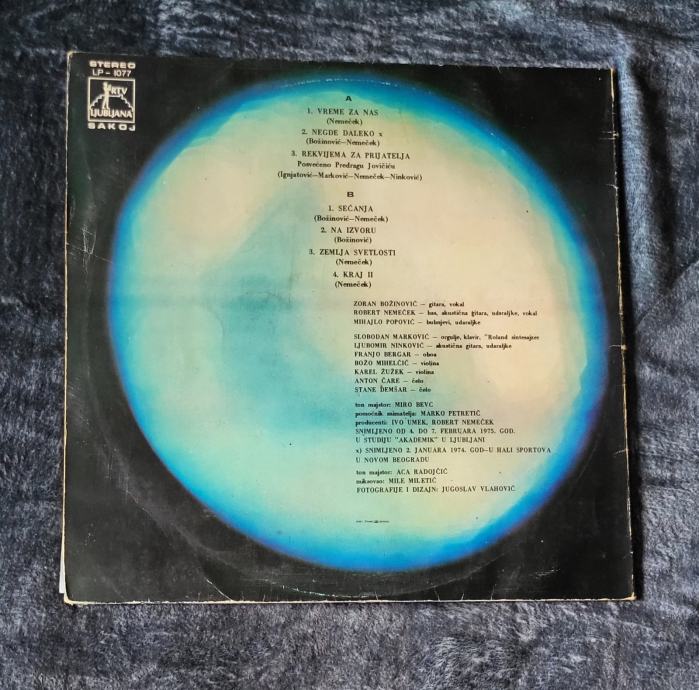 STEREO
LP - 1077
RTV
LJUBLJANA
SAKOJ
A
1. VREME ZA NAS
(Nemeček)
2. NEGDE DALEKO x
(Božinović—Nemeček)
3. REKVIJEMA ZA PRIJATELJA
Posvećeno Predragu Jovičiću
(Ignjatović—Marković—Nemeček—Ninković)
B
1. SEĆANJA
(Božinović—Nemeček)
2. NA IZVORU
(Božinović)
3. ZEMLJA SVETLOSTI
(Nemeček)
4. KRAJ II
(Nemeček)
ZORAN BOŽINOVIĆ — gitara, vokal
ROBERT NEMEČEK — bas, akustična gitara, udaraljke, vokal
MIHAJLO POPOVIĆ — bubnjevi, udaraljke
SLOBODAN MARKOVIĆ — orgulje, klavir, "Roland sintesajzer
LJUBOMIR NINKOVIĆ — akustična gitara, udaraljke
FRANJO BERGAR — oboa
BOŽO MIHELČIČ — violina
KAREL ŽUŽEK — violina
ANTON ČARE — čelo
STANE DEMŠAR — čelo
ton majstor: MIRO BEVC
pomoćnik snimatelja: MARKO PETRETIČ
producenti: IVO UMEK, ROBERT NEMEČEK
SNIMLJENO OD 4. DO 7. FEBRUARA 1975. GOD.
U STUDIJU "AKADEMIK" U LJUBLJANI
x) SNIMLJENO 2. JANUARA 1974. GOD—U HALI SPORTOVA
U NOVOM BEOGRADU
ton majstor: ACA RADOJČIĆ
miksovao: MILE MILETIĆ
FOTOGRAFIJE I DIZAJN: JUGOSLAV VLAHOVIĆ